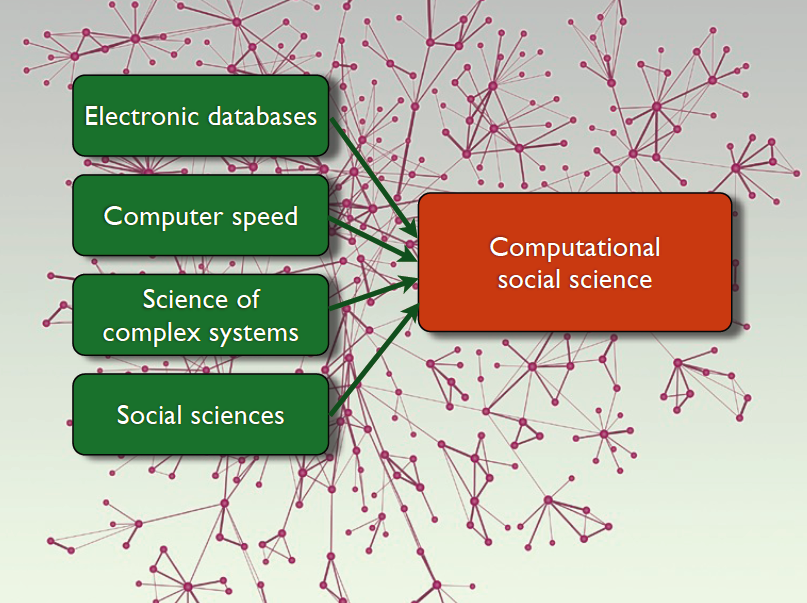 Electronic databases
Computer speed
Science of
complex systems
Social sciences
Computational
social science